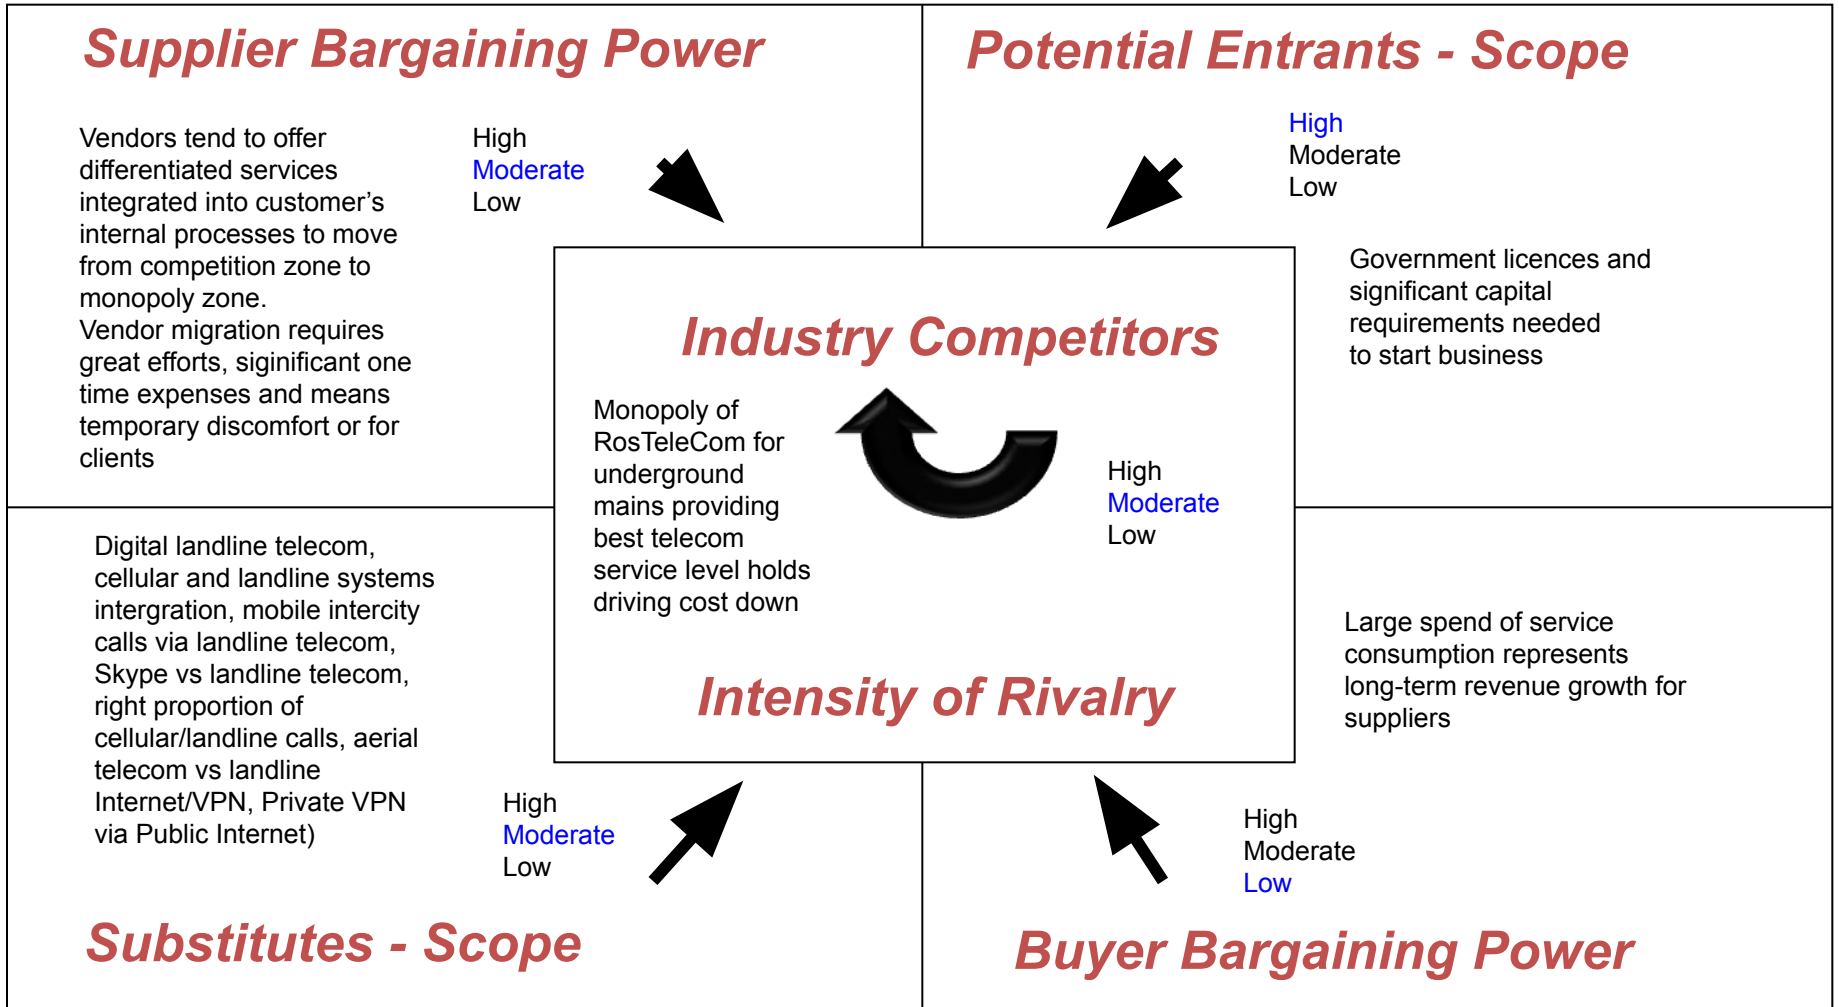 Supplier Bargaining Power
Vendors tend to offer
differentiated services
integrated into customer’s
internal processes to move
from competition zone to
monopoly zone.
Vendor migration requires
great efforts, siginificant one
time expenses and means
temporary discomfort or for
clients
High
Moderate
Low
Potential Entrants - Scope
High
Moderate
Low
Government licences and
significant capital
requirements needed
to start business
Industry Competitors
Monopoly of
RosTeleCom for
underground
mains providing
best telecom
service level holds
driving cost down
High
Moderate
Low
Intensity of Rivalry
Digital landline telecom,
cellular and landline systems
intergration, mobile intercity
calls via landline telecom,
Skype vs landline telecom,
right proportion of
cellular/landline calls, aerial
telecom vs landline
Internet/VPN, Private VPN
via Public Internet)
High
Moderate
Low
Substitutes - Scope
Large spend of service
consumption represents
long-term revenue growth for
suppliers
High
Moderate
Low
Buyer Bargaining Power